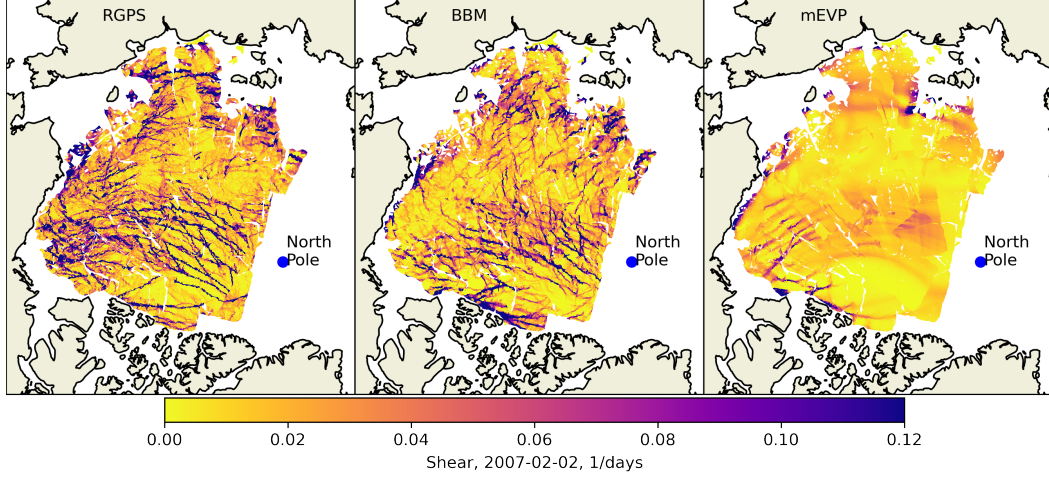 RGPS
BBM
mEVP
North
Pole
North
Pole
North
Pole
0.00
0.02
0.04
0.06
0.08
0.10
0.12
Shear, 2007-02-02, 1/days